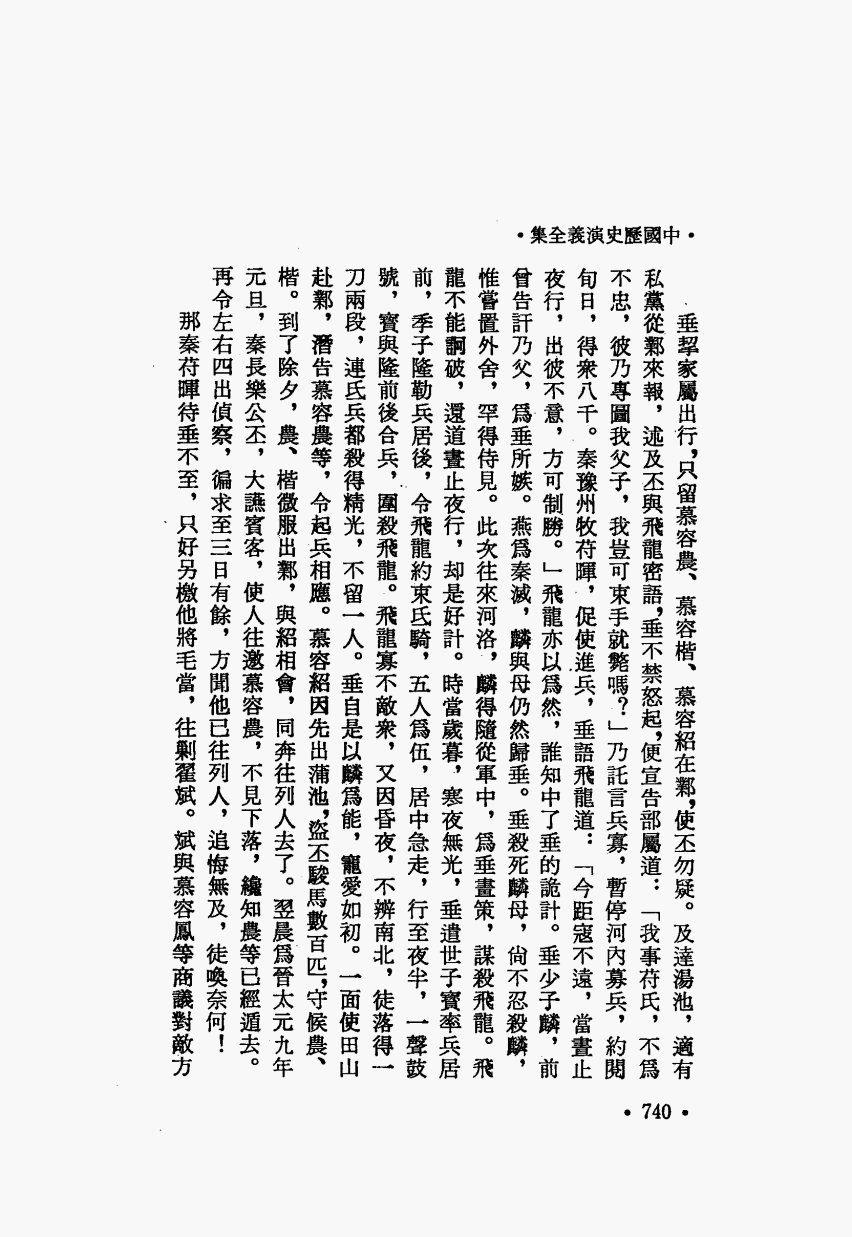 •中國歷史演義全集•
垂挈家屬出行，只留慕容農、慕容楷、慕容紹在鄴，使丕勿疑。及達湯池，適有
私黨從鄴來報，述及丕與飛龍密語，垂不禁怒起，便宣告部屬道：「我事苻氏，不爲
不忠，彼乃專圖我父子，我豈可束手就斃嗎？」乃託言兵寡，暫停河內募兵，約閱
旬日，得衆八千。秦豫州牧苻暉，促使進兵，垂語飛龍道：「今距寇不遠，當晝止
夜行，出彼不意，方可制勝。」飛龍亦以爲然，誰知中了垂的詭計。垂少子麟，前
曾告訐乃父，爲垂所嫉。燕爲秦滅，麟與母仍然歸垂。垂殺死麟母，尙不忍殺麟，
惟嘗置外舍，罕得侍見。此次往來河洛，麟得隨從軍中，爲垂畫策，謀殺飛龍。飛
龍不能詗破，還道晝止夜行，却是好計。時當歲暮，寒夜無光，垂遣世子寶率兵居
前，季子隆勒兵居後，令飛龍約束氐騎，五人爲伍，居中急走，行至夜半，一聲鼓
號，寶與隆前後合兵，圍殺飛龍。飛龍寡不敵衆，又因昏夜，不辨南北，徒落得一
刀兩段，連氐兵都殺得精光，不留一人。垂自是以麟爲能，寵愛如初。一面使田山
赴鄴，潛告慕容農等，令起兵相應。慕容紹因先出蒲池，盜丕駿馬數百匹，守候農、
楷。到了除夕，農、楷微服出鄴，與紹相會，同奔往列人去了。翌晨爲晉太元九年
元旦，秦長樂公丕，大讌賓客，使人往邀慕容農，不見下落，纔知農等已經遁去。
再令左右四出偵察，徧求至三日有餘，方聞他已往列人，追悔無及，徒喚奈何！
那秦苻暉待垂不至，只好另檄他將毛當，往剿翟斌。斌與慕容鳳等商議對敵方
•740•